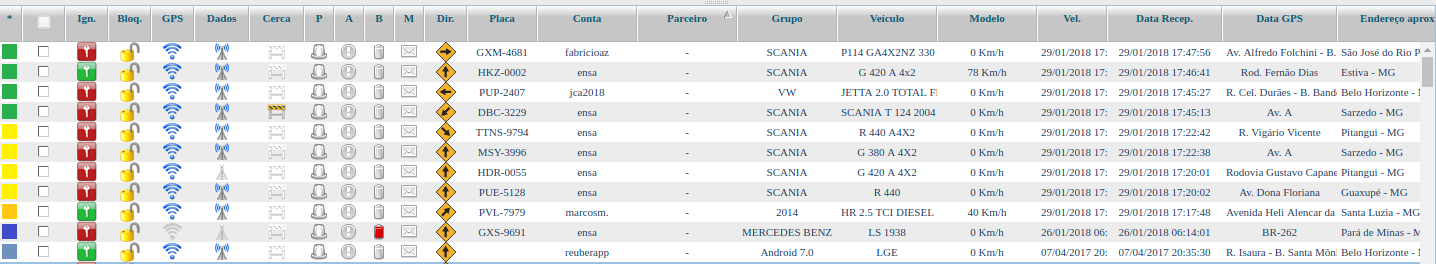 * Ign. Bloq. GPS Dados Cerca P A B M Dir. Placa Conta Parceiro Grupo Veículo Modelo Vel. Data Recep. Data GPS Endereço aprox
GXM-4681 fabricioaz - SCANIA P114 GA4X2NZ 330 0 Km/h 29/01/2018 17: 29/01/2018 17:47:56 Av. Alfredo Folchini - B. São José do Rio P
HKZ-0002 ensa - SCANIA G 420 A 4x2 78 Km/h 29/01/2018 17: 29/01/2018 17:46:41 Rod. Fernão Dias Estiva - MG
PUP-2407 jca2018 - VW JETTA 2.0 TOTAL Fl 0 Km/h 29/01/2018 17: 29/01/2018 17:45:27 R. Cel. Durães - B. Band Belo Horizonte -
DBC-3229 ensa - SCANIA SCANIA T 124 2004 0 Km/h 29/01/2018 17: 29/01/2018 17:45:13 Av. A Sarzedo - MG
TTNS-9794 ensa - SCANIA R 440 A4X2 0 Km/h 29/01/2018 17: 29/01/2018 17:22:42 R. Vigário Vicente Pitangui - MG
MSY-3996 ensa - SCANIA G 380 A 4X2 0 Km/h 29/01/2018 17: 29/01/2018 17:22:38 Av. A Sarzedo - MG
HDR-0055 ensa - SCANIA G 420 A 4X2 0 Km/h 29/01/2018 17: 29/01/2018 17:20:01 Rodovia Gustavo Capane Pitangui - MG
PUE-5128 ensa - SCANIA R 440 0 Km/h 29/01/2018 17: 29/01/2018 17:20:02 Av. Dona Floriana Guaxupé - MG
PVL-7979 marcosm. - 2014 HR 2.5 TCI DIESEL 40 Km/h 29/01/2018 17: 29/01/2018 17:17:48 Avenida Heli Alencar da Santa Luzia - MG
GXS-9691 ensa - MERCEDES BENZ LS 1938 0 Km/h 26/01/2018 06: 26/01/2018 06:14:01 BR-262 Pará de Minas - M
reuberapp - Android 7.0 LGE 0 Km/h 07/04/2017 20: 07/04/2017 20:35:30 R. Isaura - B. Santa Môni Belo Horizonte -